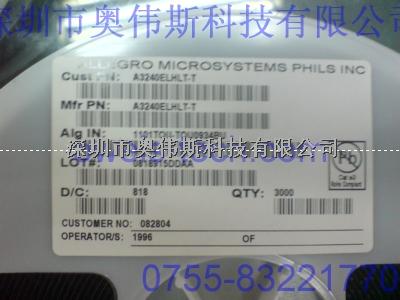 深圳市奥伟斯科技有限公司
ALLEGRO MICROSYSTEMS PHILS INC
Cust PN: A3240ELHLT-T
Mfr PN: A3240ELHLT-T
Alg IN:
深圳市奥伟斯科技有限公司
LOT#: 0818915DDAA
Pb
D/C: 818 QTY: 3000
CUSTOMER NO: 082804
OPERATOR/S: 1996 OF
0755-83221770